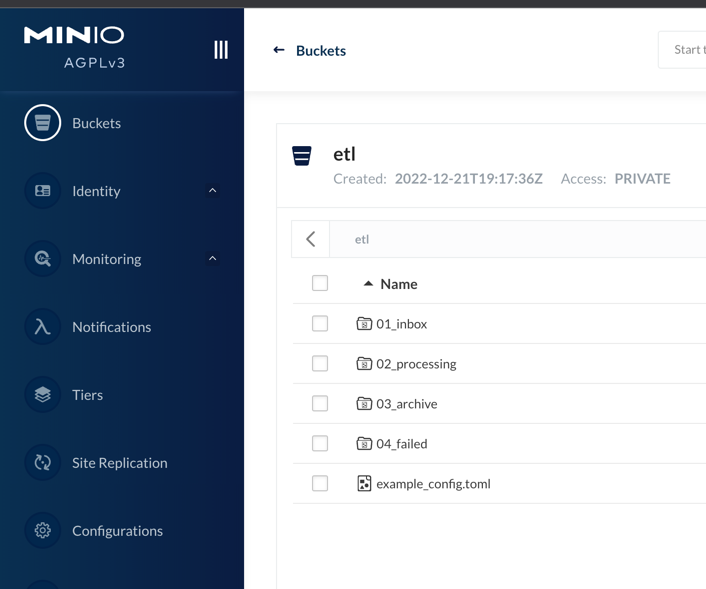 MINIO
AGPLv3
Buckets
Identity
Monitoring
Notifications
Tiers
Site Replication
Configurations
← Buckets
Start t
etl
Created: 2022-12-21T19:17:36Z Access: PRIVATE
etl
Name
01_inbox
02_processing
03_archive
04_failed
example_config.toml